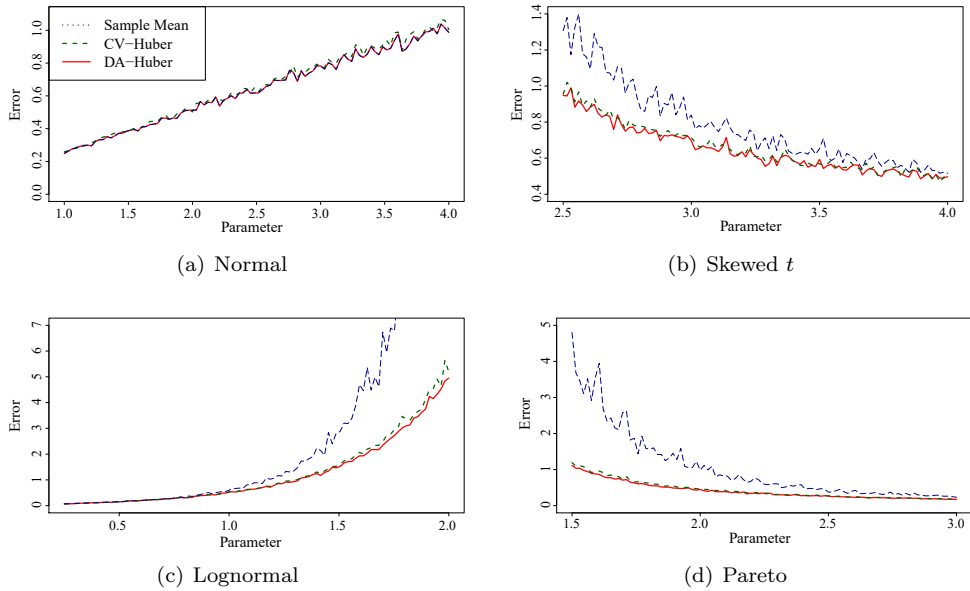 Sample Mean
CV−Huber
DA−Huber
Error
0.0 0.2 0.4 0.6 0.8 1.0
1.0 1.5 2.0 2.5 3.0 3.5 4.0
Parameter
(a) Normal
Error
0.4 0.6 0.8 1.0 1.2 1.4
2.5 3.0 3.5 4.0
Parameter
(b) Skewed t
Error
0 1 2 3 4 5 6 7
0.5 1.0 1.5 2.0
Parameter
(c) Lognormal
Error
0 1 2 3 4 5
1.5 2.0 2.5 3.0
Parameter
(d) Pareto